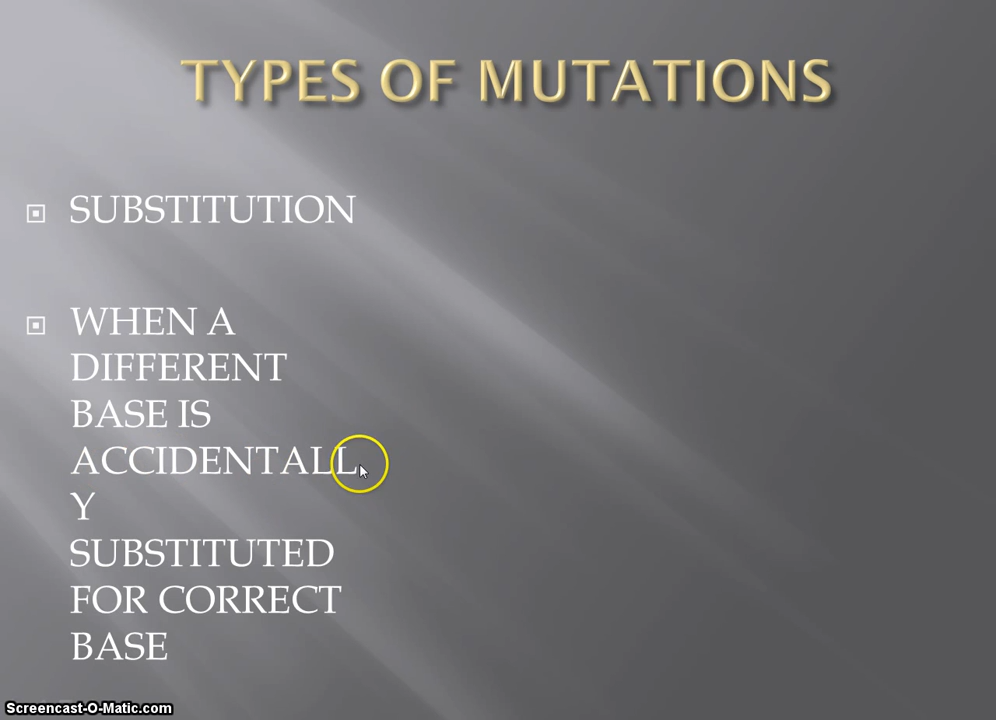 TYPES OF MUTATIONS
SUBSTITUTION
WHEN A
DIFFERENT
BASE IS
ACCIDENTALL
Y
SUBSTITUTED
FOR CORRECT
BASE
Screencast-O-Matic.com